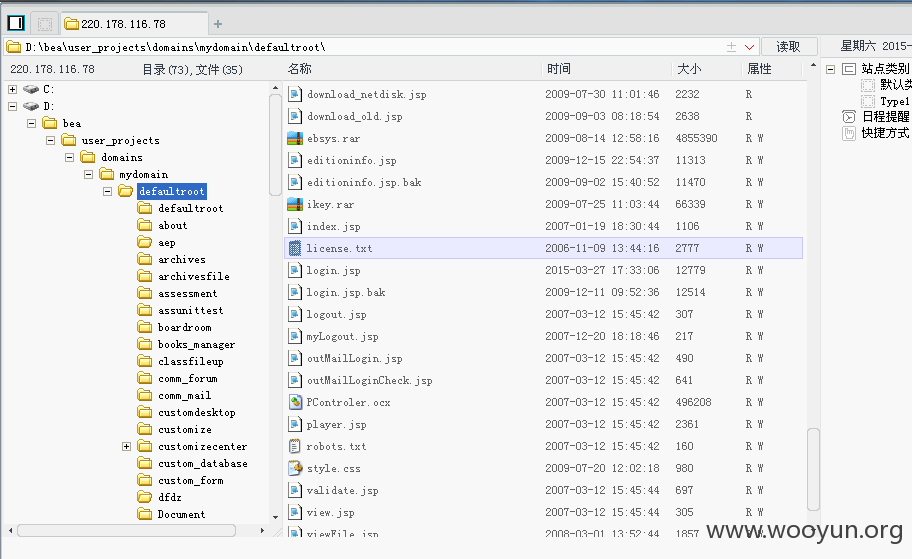 220.178.116.78
D:\bea\user_projects\domains\mydomain\defaultroot\
读取
星期六 2015-
220.178.116.78 目录(73),文件(35)
名称 时间 大小 属性
C:
D:
bea
user_projects
domains
mydomain
defaultroot
defaultroot
about
aep
archives
archivesfile
assessment
assunittest
boardroom
books_manager
classfileup
comm_forum
comm_mail
customdesktop
customize
customizecenter
custom_database
custom_form
dfdz
Document
download_netdisk.jsp 2009-07-30 11:01:46 2232 R
download_old.jsp 2009-09-03 08:18:54 2638 R
ebsys.rar 2009-08-14 12:58:16 4855390 R W
editioninfo.jsp 2009-12-15 22:54:37 11313 R W
editioninfo.jsp.bak 2009-09-02 15:40:52 11470 R W
ikey.rar 2009-07-25 11:03:44 66339 R W
index.jsp 2007-01-19 18:30:44 1106 R W
license.txt 2006-11-09 13:44:16 2777 R W
login.jsp 2015-03-27 17:33:06 12779 R W
login.jsp.bak 2009-12-11 09:52:36 12514 R W
logout.jsp 2007-03-12 15:45:42 307 R W
myLogout.jsp 2007-12-20 18:18:46 217 R W
outMailLogin.jsp 2007-03-12 15:45:42 490 R W
outMailLoginCheck.jsp 2007-03-12 15:45:42 641 R W
PControler.ocx 2007-03-12 15:45:42 496208 R W
player.jsp 2007-03-12 15:45:42 2361 R W
robots.txt 2007-03-12 15:45:42 160 R W
style.css 2009-07-20 12:02:18 980 R W
validate.jsp 2007-03-12 15:45:44 697 R W
view.jsp 2007-03-12 15:45:44 305 R W
viewFile.jsp 2008-03-01 13:52:44 1857 R W
站点类别
默认类
Type1
日程提醒
快捷方式
www.wooyun.org